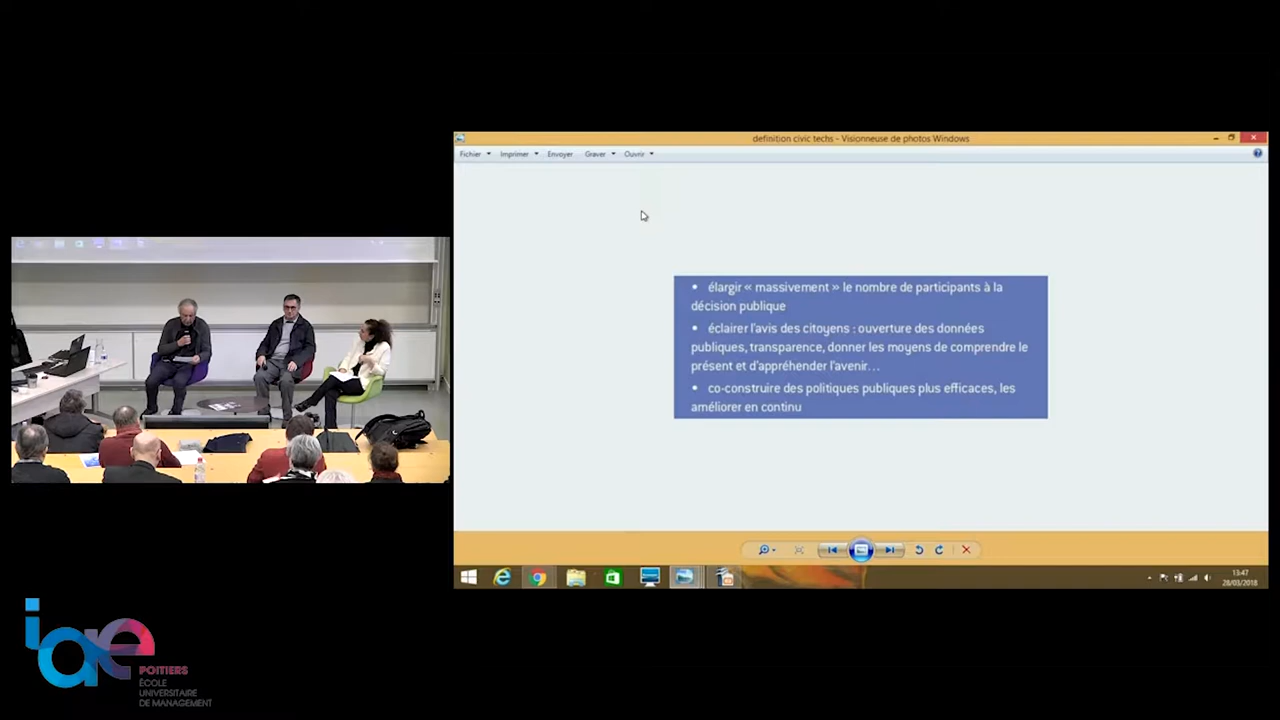 definition civic techs - Visionneuse de photos Windows
Fichier Imprimer Envoyer Graver Ouvrir
• élargir « massivement » le nombre de participants à la
décision publique
• éclairer l'avis des citoyens : ouverture des données
publiques, transparence, donner les moyens de comprendre le
présent et d'appréhender l'avenir...
• co-construire des politiques publiques plus efficaces, les
améliorer en continu
13:47
28/03/2018
iae
POITIERS
ÉCOLE
UNIVERSITAIRE
DE MANAGEMENT